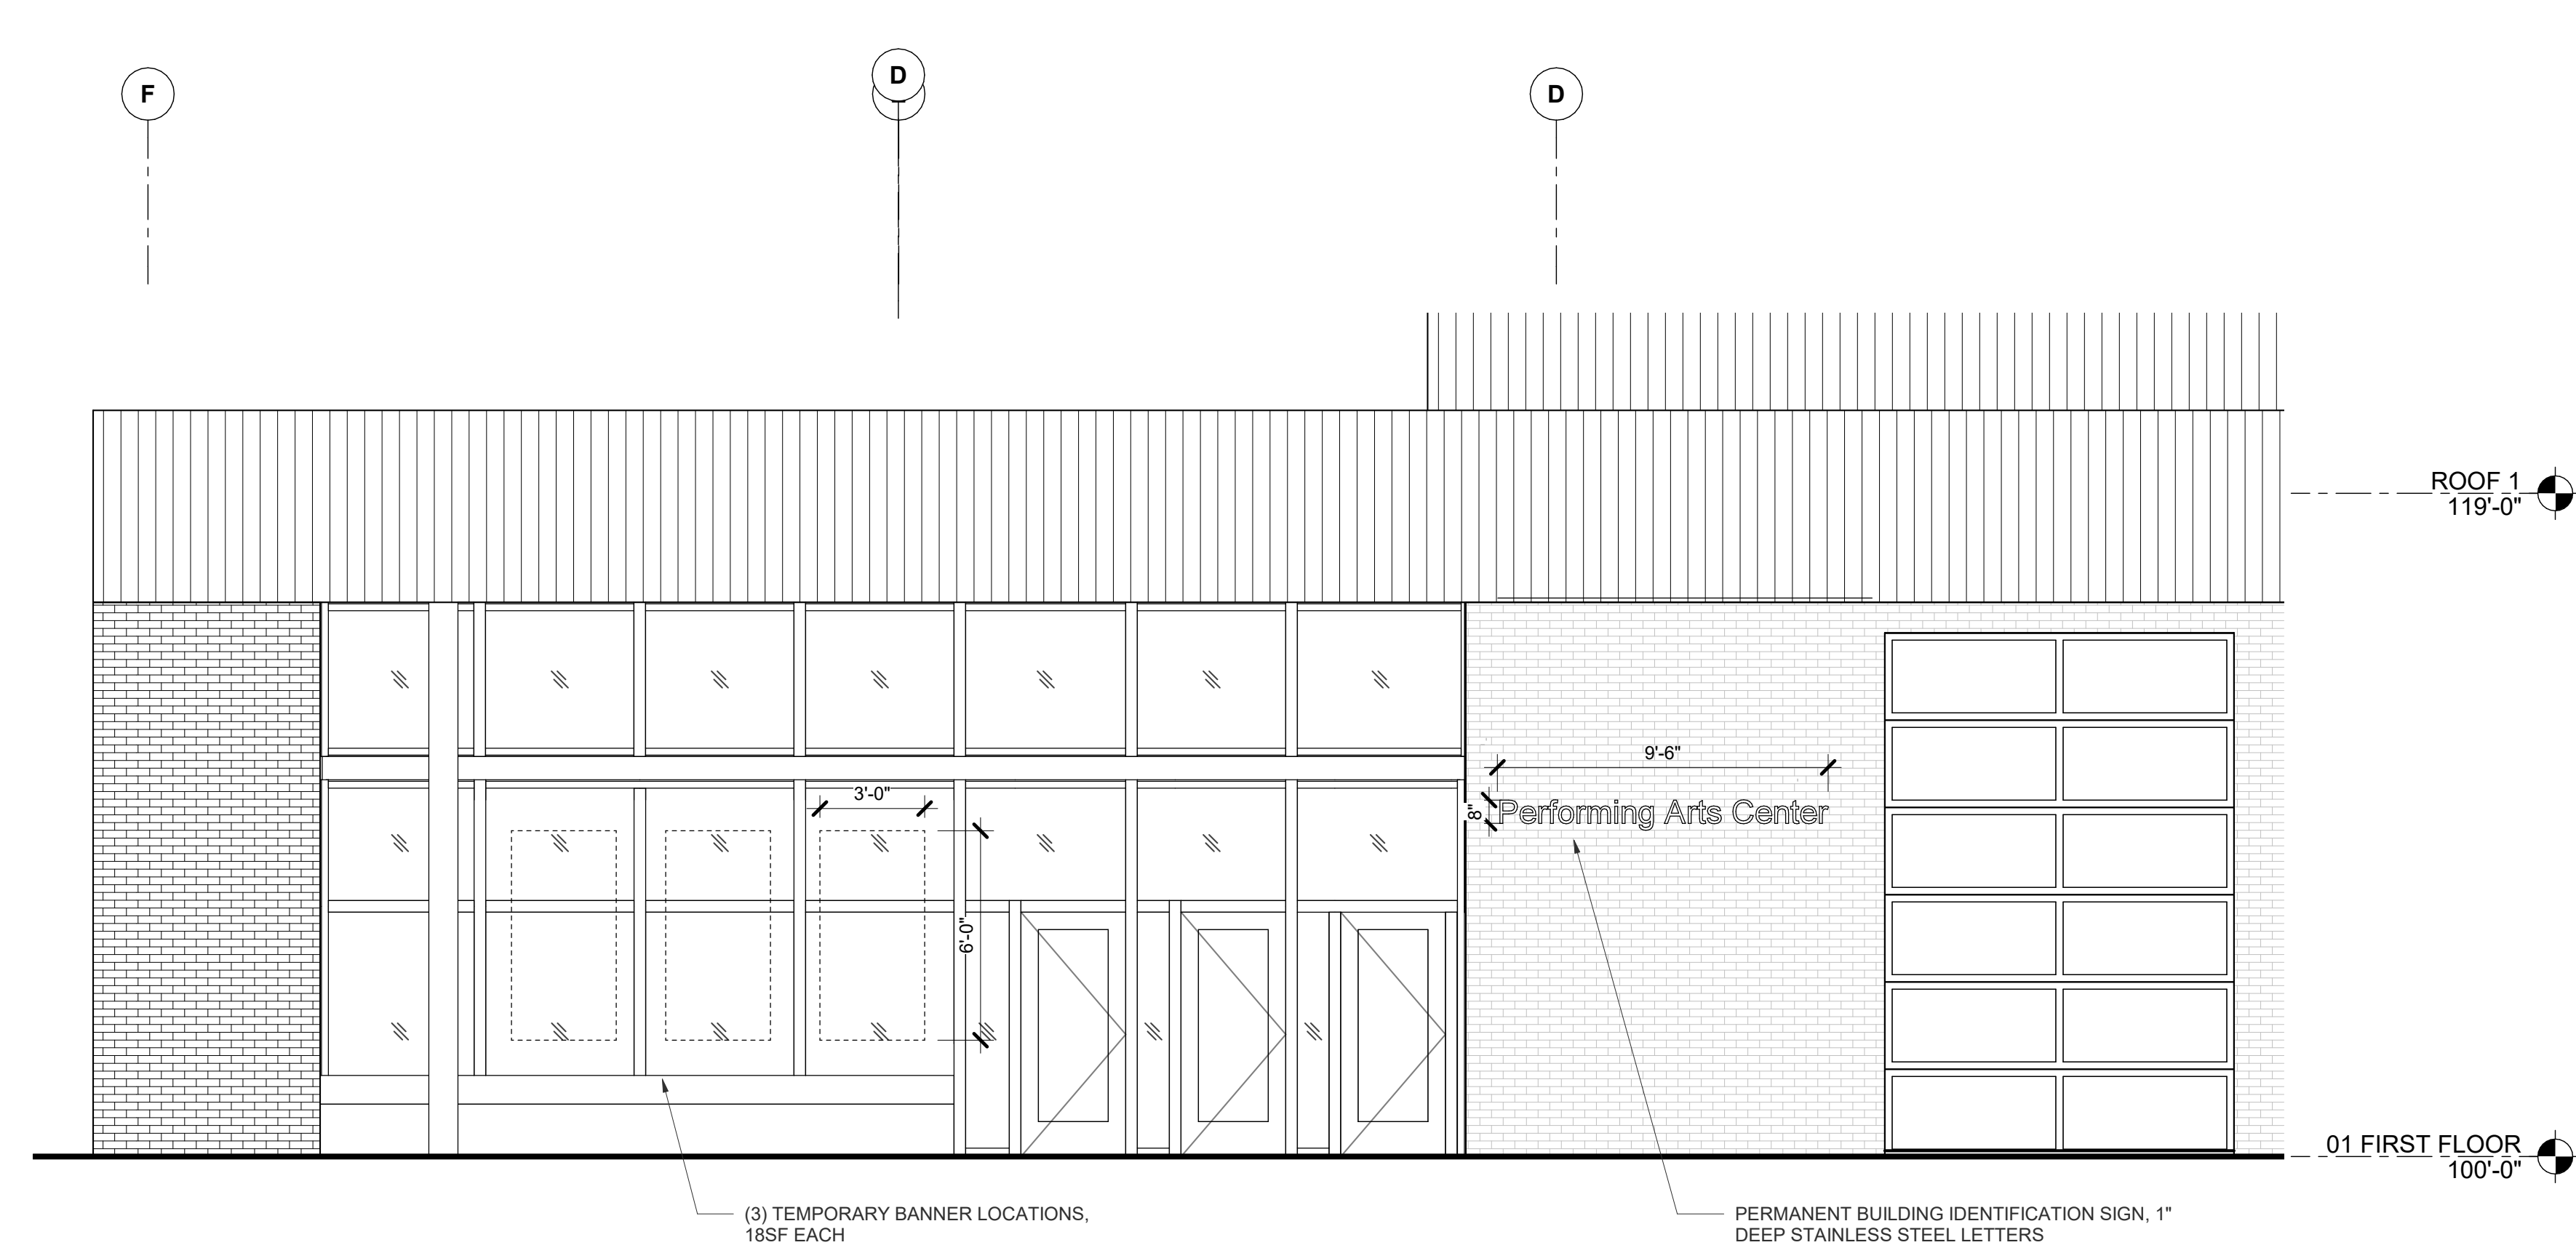 F
D
D
ROOF 1
119'-0"
9'-6"
3'-0"
8"
Performing Arts Center
6'-0"
01 FIRST FLOOR
100'-0"
(3) TEMPORARY BANNER LOCATIONS,
18SF EACH
PERMANENT BUILDING IDENTIFICATION SIGN, 1"
DEEP STAINLESS STEEL LETTERS